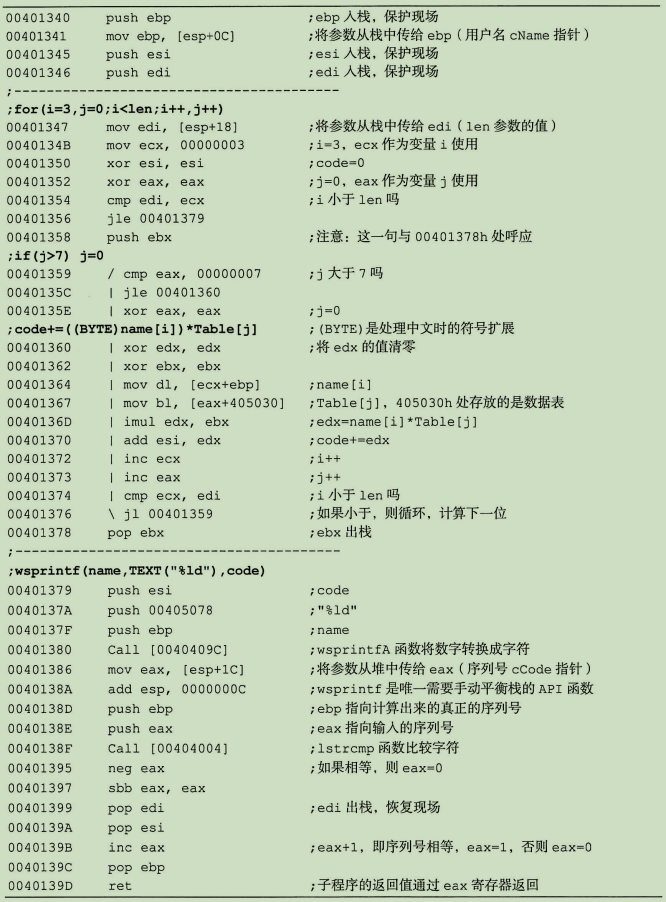 00401340 push ebp ;ebp 入栈，保护现场
00401341 mov ebp, [esp+0C] ;将参数从栈中传给 ebp（用户名 cName 指针）
00401345 push esi ;esi 入栈，保护现场
00401346 push edi ;edi 入栈，保护现场
;----------------------------------------
;for(i=3,j=0;i<len;i++,j++)
00401347 mov edi, [esp+18] ;将参数从栈中传给 edi（len 参数的值）
0040134B mov ecx, 00000003 ;i=3，ecx 作为变量 i 使用
00401350 xor esi, esi ;code=0
00401352 xor eax, eax ;j=0，eax 作为变量 j 使用
00401354 cmp edi, ecx ;i 小于 len 吗
00401356 jle 00401379
00401358 push ebx ;注意：这一句与 00401378h 处呼应
;if(j>7) j=0
00401359 / cmp eax, 00000007 ;j 大于 7 吗
0040135C | jle 00401360
0040135E | xor eax, eax ;j=0
;code+=((BYTE)name[i])*Table[j] ;(BYTE)是处理中文时的符号扩展
00401360 | xor edx, edx ;将 edx 的值清零
00401362 | xor ebx, ebx
00401364 | mov dl, [ecx+ebp] ;name[i]
00401367 | mov bl, [eax+405030] ;Table[j]，405030h 处存放的是数据表
0040136D | imul edx, ebx ;edx=name[i]*Table[j]
00401370 | add esi, edx ;code+=edx
00401372 | inc ecx ;i++
00401373 | inc eax ;j++
00401374 | cmp ecx, edi ;i 小于 len 吗
00401376 \ jl 00401359 ;如果小于，则循环，计算下一位
00401378 pop ebx ;ebx 出栈
;----------------------------------------
;wsprintf(name,TEXT("%ld"),code)
00401379 push esi ;code
0040137A push 00405078 ;"%ld"
0040137F push ebp ;name
00401380 Call [0040409C] ;wsprintfA 函数将数字转换成字符
00401386 mov eax, [esp+1C] ;将参数从堆中传给 eax（序列号 cCode 指针）
0040138A add esp, 0000000C ;wsprintf 是唯一需要手动平衡栈的 API 函数
0040138D push ebp ;ebp 指向计算出来的真正的序列号
0040138E push eax ;eax 指向输入的序列号
0040138F Call [00404004] ;lstrcmp 函数比较字符
00401395 neg eax ;如果相等，则 eax=0
00401397 sbb eax, eax
00401399 pop edi ;edi 出栈，恢复现场
0040139A pop esi
0040139B inc eax ;eax+1，即序列号相等，eax=1，否则 eax=0
0040139C pop ebp
0040139D ret ;子程序的返回值通过 eax 寄存器返回